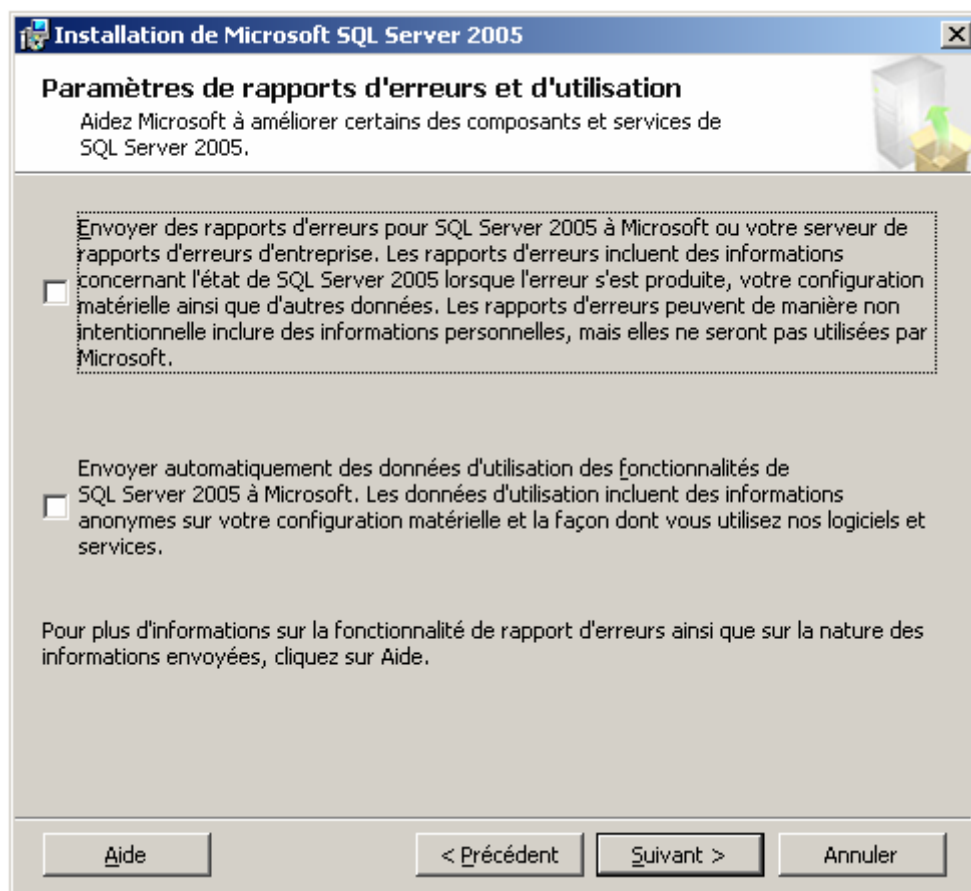 Installation de Microsoft SQL Server 2005
Paramètres de rapports d'erreurs et d'utilisation
Aidez Microsoft à améliorer certains des composants et services de
SQL Server 2005.
Envoyer des rapports d'erreurs pour SQL Server 2005 à Microsoft ou votre serveur de
rapports d'erreurs d'entreprise. Les rapports d'erreurs incluent des informations
concernant l'état de SQL Server 2005 lorsque l'erreur s'est produite, votre configuration
matérielle ainsi que d'autres données. Les rapports d'erreurs peuvent de manière non
intentionnelle inclure des informations personnelles, mais elles ne seront pas utilisées par
Microsoft.
Envoyer automatiquement des données d'utilisation des fonctionnalités de
SQL Server 2005 à Microsoft. Les données d'utilisation incluent des informations
anonymes sur votre configuration matérielle et la façon dont vous utilisez nos logiciels et
services.
Pour plus d'informations sur la fonctionnalité de rapport d'erreurs ainsi que sur la nature des
informations envoyées, cliquez sur Aide.
Aide < Précédent Suivant > Annuler